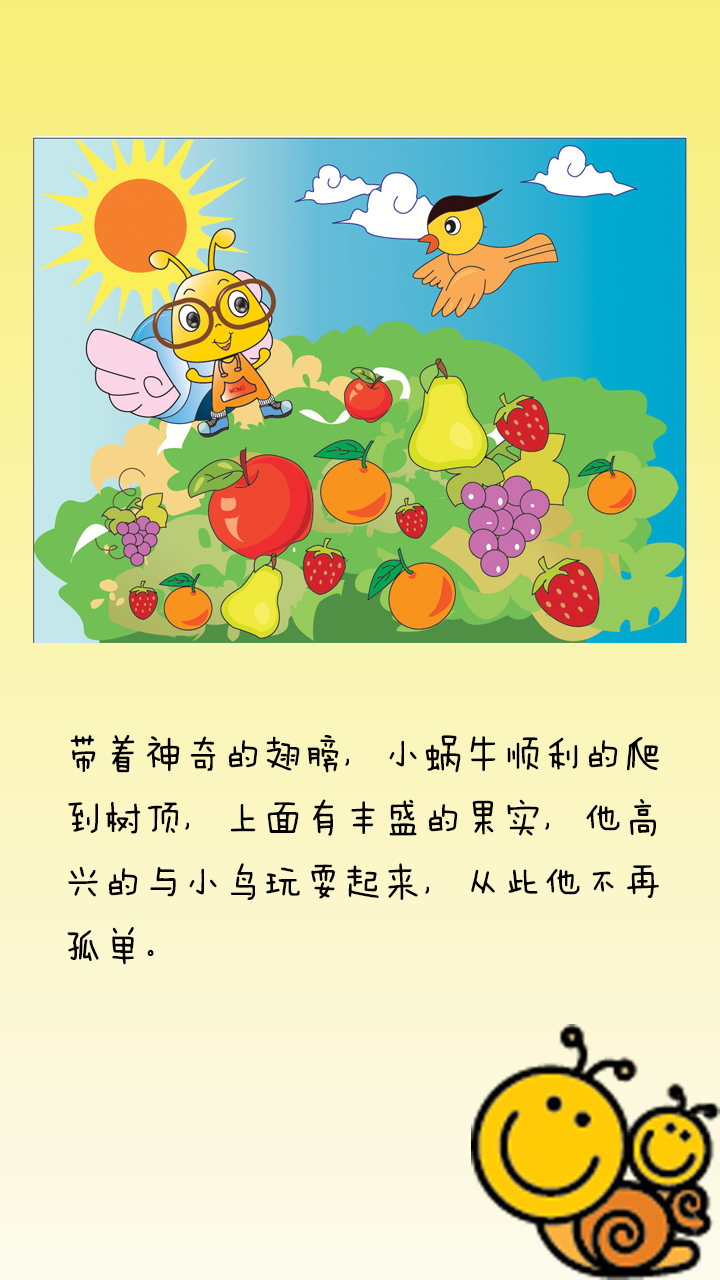 带着神奇的翅膀，小蜗牛顺利的爬
到树顶，上面有丰盛的果实，他高
兴的与小鸟玩耍起来，从此他不再
孤单。